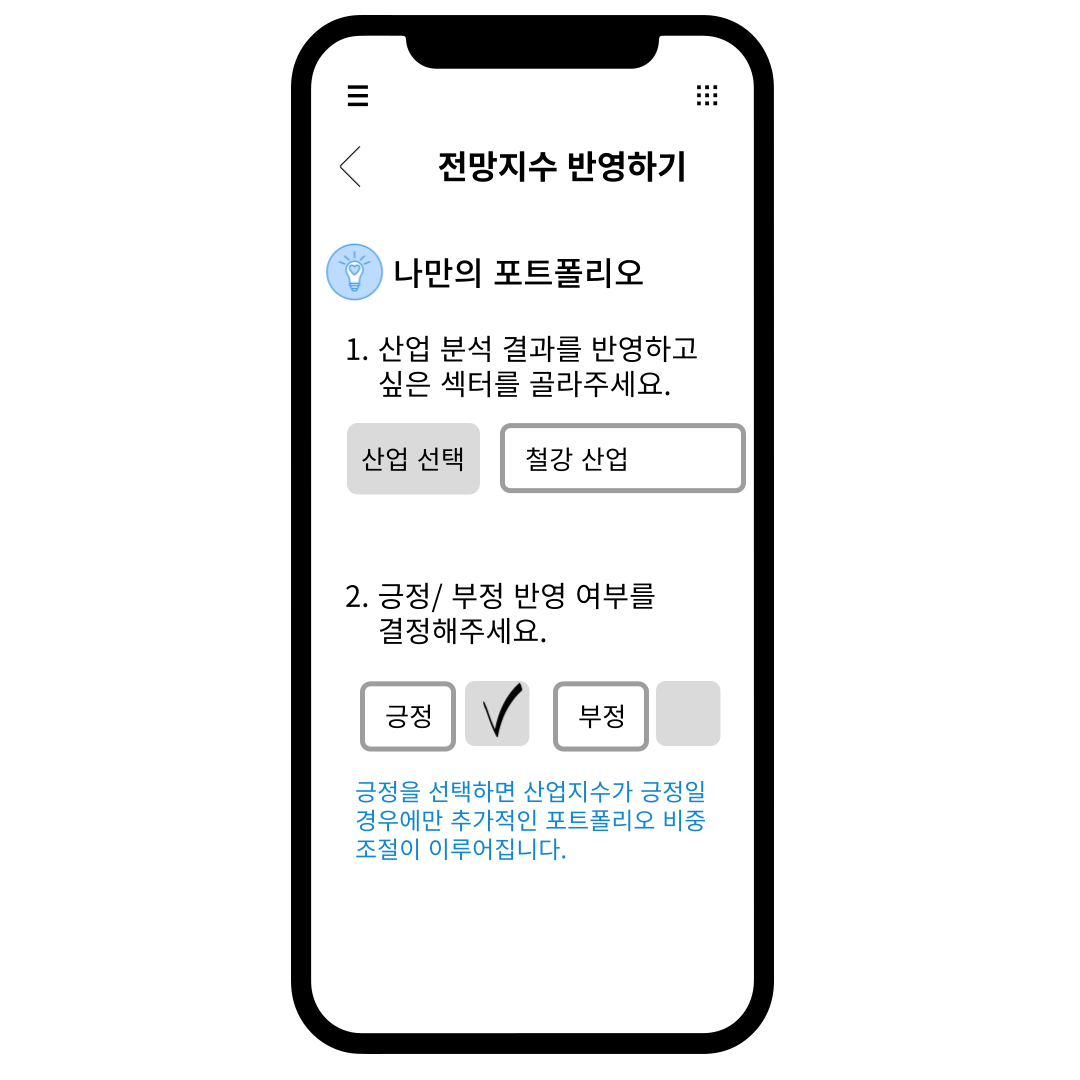 전망지수 반영하기
나만의 포트폴리오
1. 산업 분석 결과를 반영하고
싶은 섹터를 골라주세요.
산업 선택 철강 산업
2. 긍정/ 부정 반영 여부를
결정해주세요.
긍정 부정
긍정을 선택하면 산업지수가 긍정일
경우에만 추가적인 포트폴리오 비중
조절이 이루어집니다.